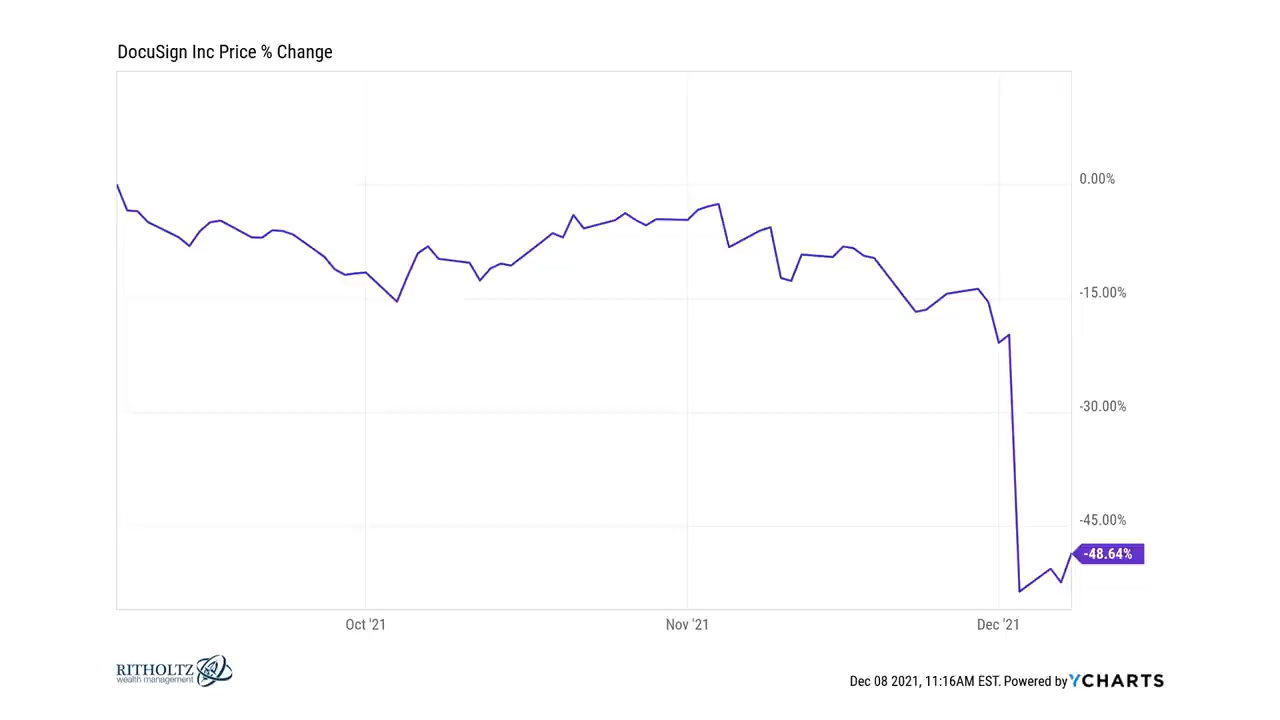 DocuSign Inc Price % Change
0.00%
-15.00%
-30.00%
-45.00%
-48.64%
Oct '21
Nov '21
Dec '21
RITHOLTZ
wealth management
Dec 08 2021, 11:16AM EST. Powered by YCHARTS